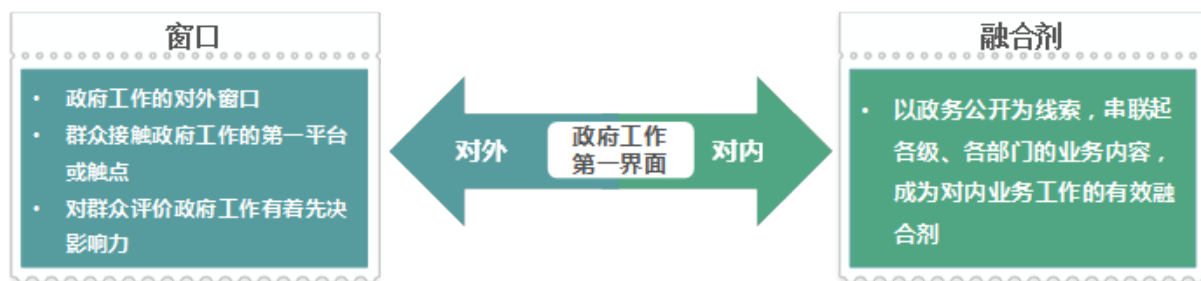 窗口
• 政府工作的对外窗口
• 群众接触政府工作的第一平台
或触点
• 对群众评价政府工作有着先决
影响力
对外
政府工作
第一界面
对内
融合剂
• 以政务公开为线索，串联起
各级、各部门的业务内容，
成为对内业务工作的有效融
合剂